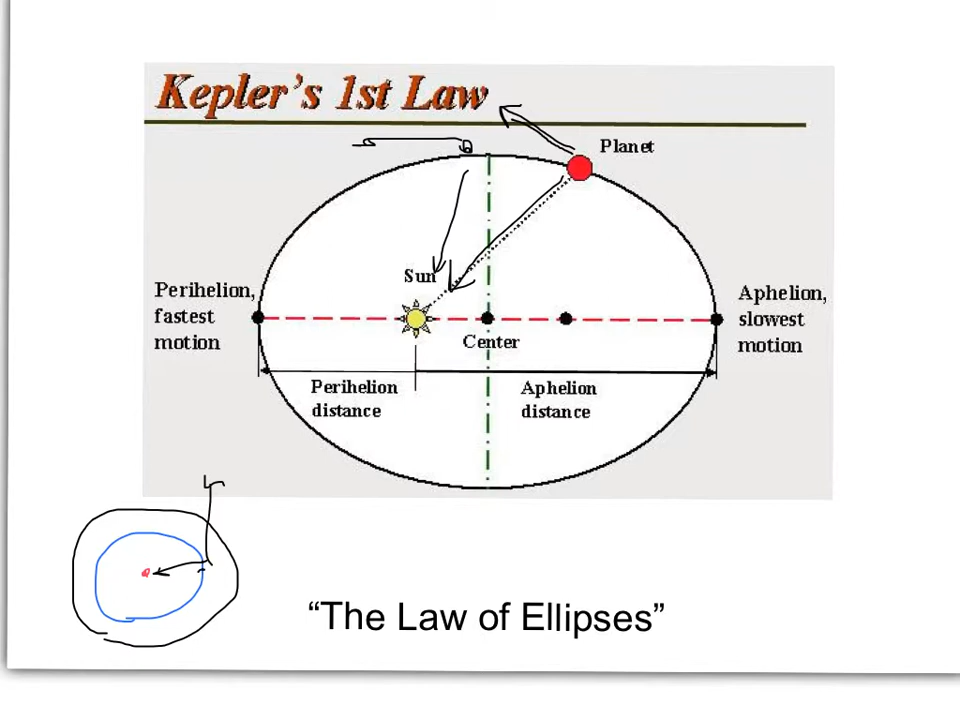 Kepler's 1st Law
Planet
Sun
Perihelion,
fastest
motion
Aphelion,
slowest
motion
Center
Perihelion
distance
Aphelion
distance
“The Law of Ellipses”